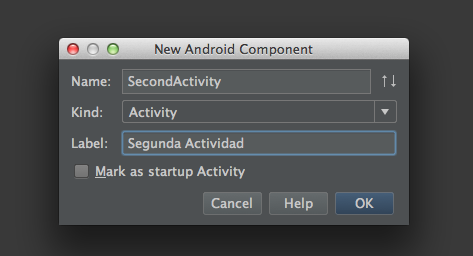 New Android Component
Name: SecondActivity
Kind: Activity
Label: Segunda Actividad
Mark as startup Activity
Cancel Help OK